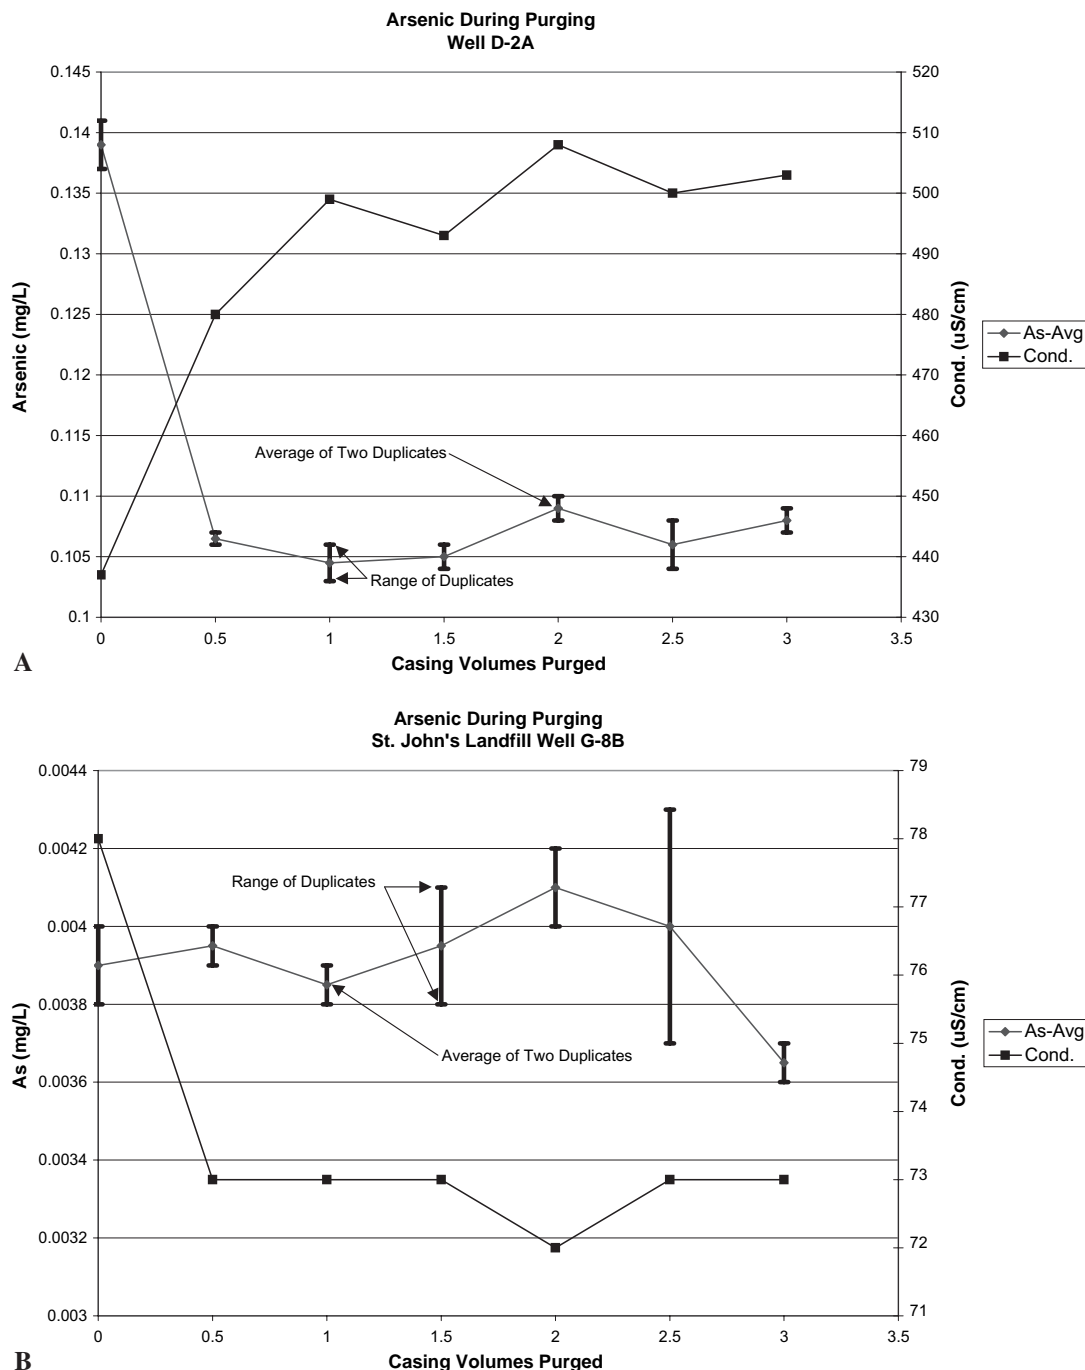 Arsenic During Purging
Well D-2A
0.145
0.14
0.135
0.13
0.125
0.12
0.115
0.11
0.105
0.1
Arsenic (mg/L)
520
510
500
490
480
470
460
450
440
430
Cond. (uS/cm)
As-Avg
Cond.
Average of Two Duplicates
Range of Duplicates
0
0.5
1
1.5
2
2.5
3
3.5
Casing Volumes Purged
A
Arsenic During Purging
St. John's Landfill Well G-8B
0.0044
0.0042
0.004
0.0038
0.0036
0.0034
0.0032
0.003
As (mg/L)
79
78
77
76
75
74
73
72
71
Cond. (uS/cm)
As-Avg
Cond.
Range of Duplicates
Average of Two Duplicates
0
0.5
1
1.5
2
2.5
3
3.5
Casing Volumes Purged
B